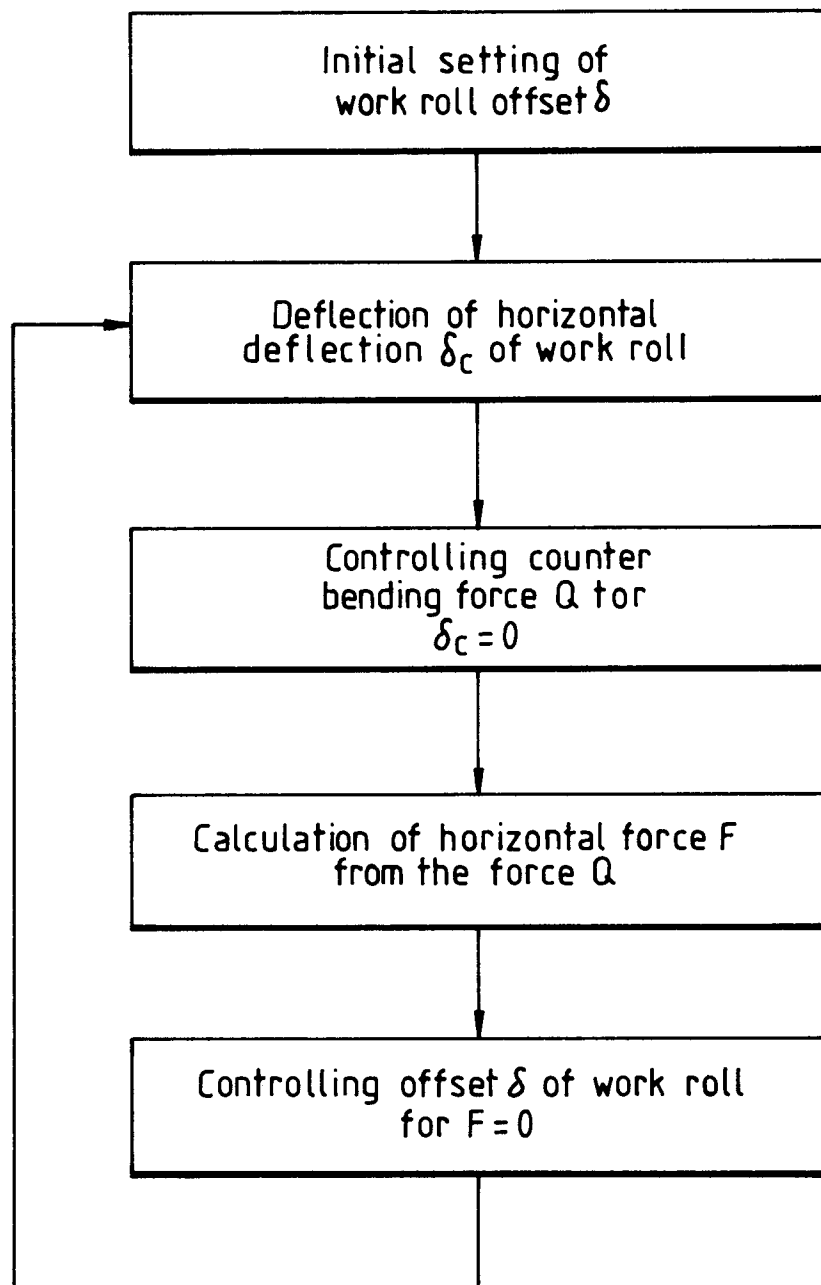 Initial setting of
work roll offset δ
Deflection of horizontal
deflection δc of work roll
Controlling counter
bending force Q tor
δc = 0
Calculation of horizontal force F
from the force Q
Controlling offset δ of work roll
for F = 0